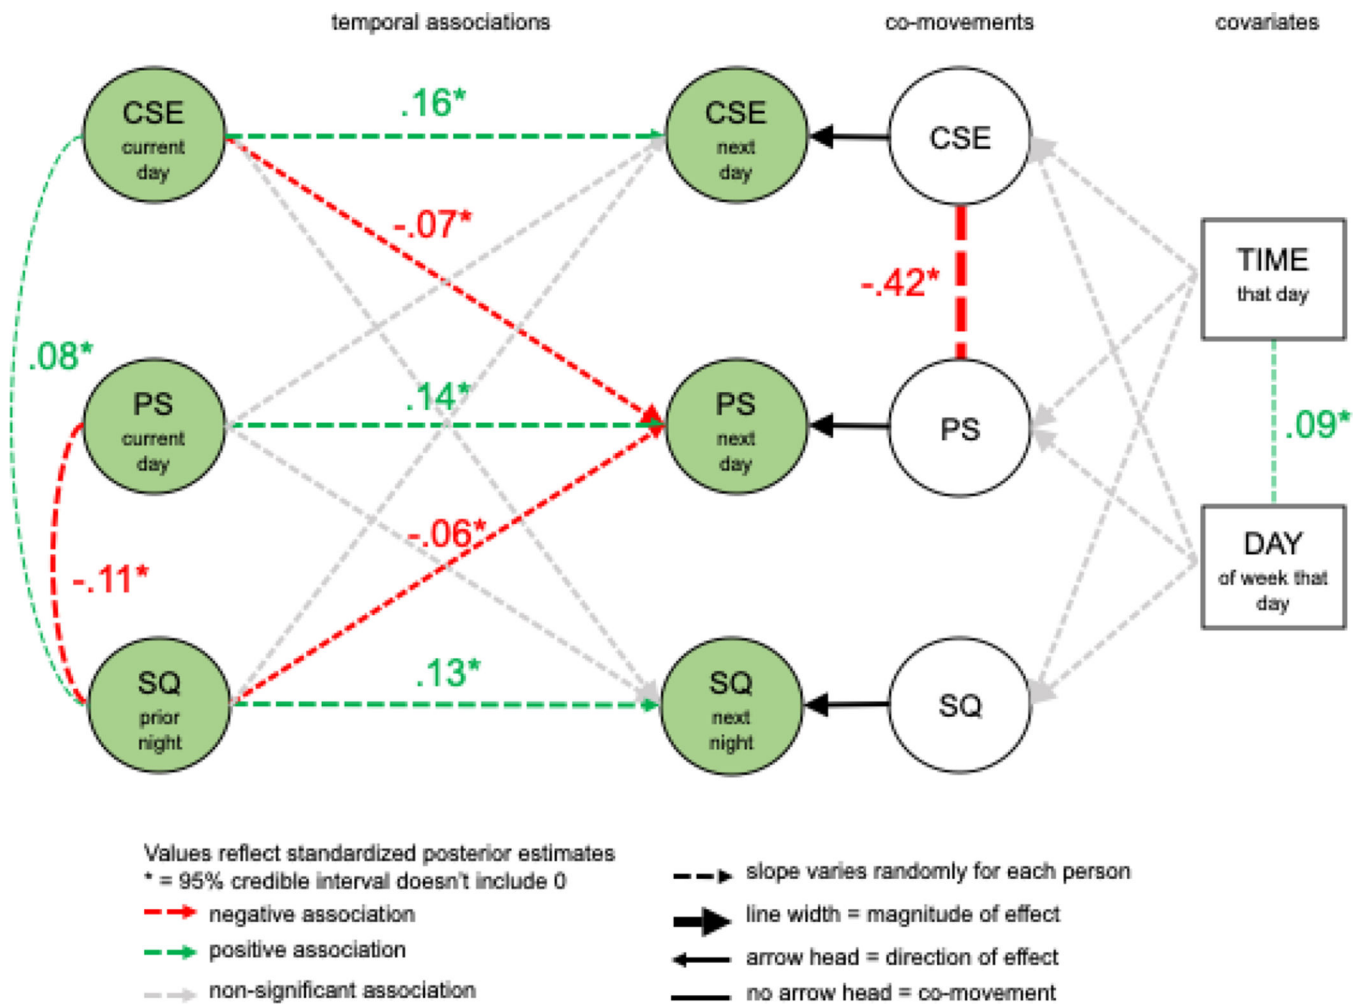 temporal associations
co-movements
covariates
CSE
current
day
.16*
CSE
next
day
CSE
-.07*
-.42*
TIME
that day
.08*
PS
current
day
.14*
PS
next
day
PS
.09*
-.11*
-.06*
DAY
of week that
day
SQ
prior
night
.13*
SQ
next
night
SQ
Values reflect standardized posterior estimates
* = 95% credible interval doesn't include 0
negative association
positive association
non-significant association
slope varies randomly for each person
line width = magnitude of effect
arrow head = direction of effect
no arrow head = co-movement